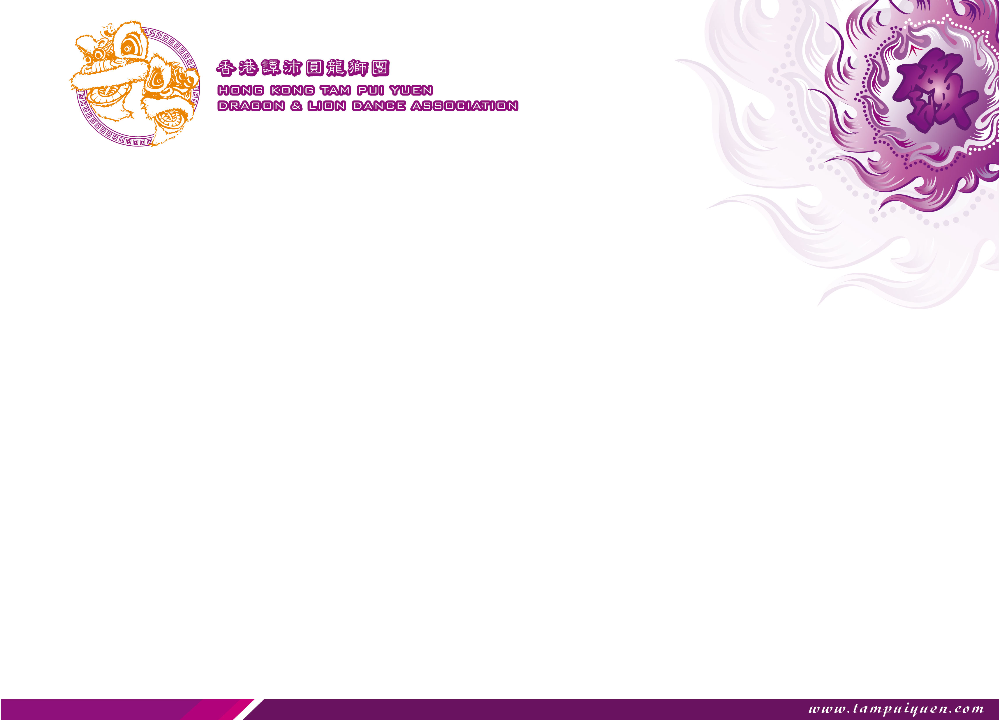 香港譚沛圓龍獅團
HONG KONG TAM PUI YUEN
DRAGON & LION DANCE ASSOCIATION
www.tampuiyuen.com